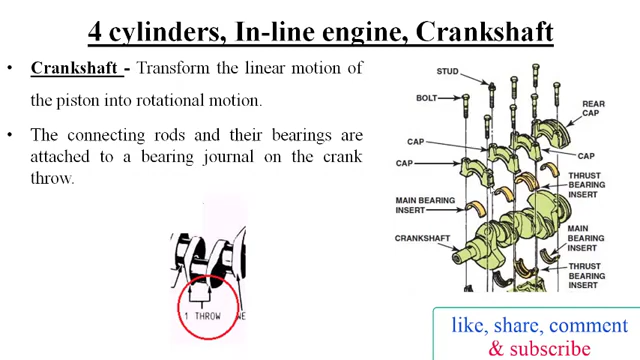 4 cylinders, In-line engine, Crankshaft
• Crankshaft - Transform the linear motion of
the piston into rotational motion.
• The connecting rods and their bearings are
attached to a bearing journal on the crank
throw.
1 THROW
NE
STUD
BOLT
REAR
CAP
CAP
CAP
CAP
THRUST
BEARING
INSERT
MAIN BEARING
INSERT
CRANKSHAFT
MAIN
BEARING
INSERT
THRUST
BEARING
INSERT
like, share, comment
& subscribe